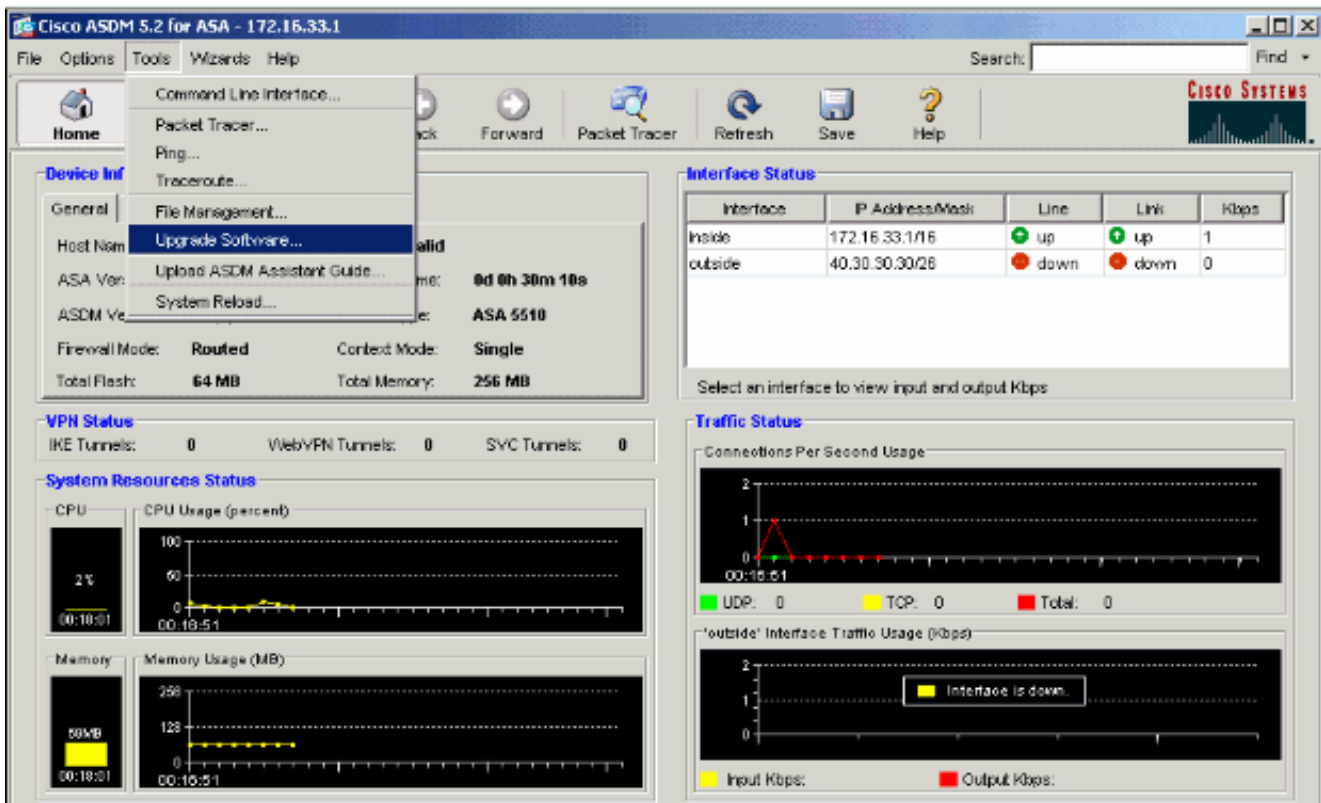 Cisco ASDM 5.2 for ASA - 172.16.33.1
File Options Tools Wizards Help Search: Find
Command Line Interface...
Packet Tracer...
Ping...
Traceroute...
File Management...
Upgrade Software...
Upload ASDM Assistant Guide...
System Reload...
Home Forward Packet Tracer Refresh Save Help
CISCO SYSTEMS
Device Inf
General
Host Nam alid
ASA Ver: me: 0d 0h 30m 10s
ASDM Ve e: ASA 5510
Firewall Mode: Routed Context Mode: Single
Total Flash: 64 MB Total Memory: 256 MB
Interface Status
Interface IP Address/Mask Line Link Kbps
inside 172.16.33.1/16 up up 1
outside 40.30.30.30/26 down down 0
Select an interface to view input and output Kbps
VPN Status
IKE Tunnels: 0 WebVPN Tunnels: 0 SVC Tunnels: 0
System Resources Status
CPU
2%
00:18:01
CPU Usage (percent)
100
50
0
00:16:51
Memory
00:18:01
Memory Usage (MB)
256
128
0
00:16:51
Traffic Status
Connections Per Second Usage
2
1
0
00:16:51
UDP: 0 TCP: 0 Total: 0
'outside' Interface Traffic Usage (Kbps)
2
1
0
Interface is down.
Input Kbps: Output Kbps: